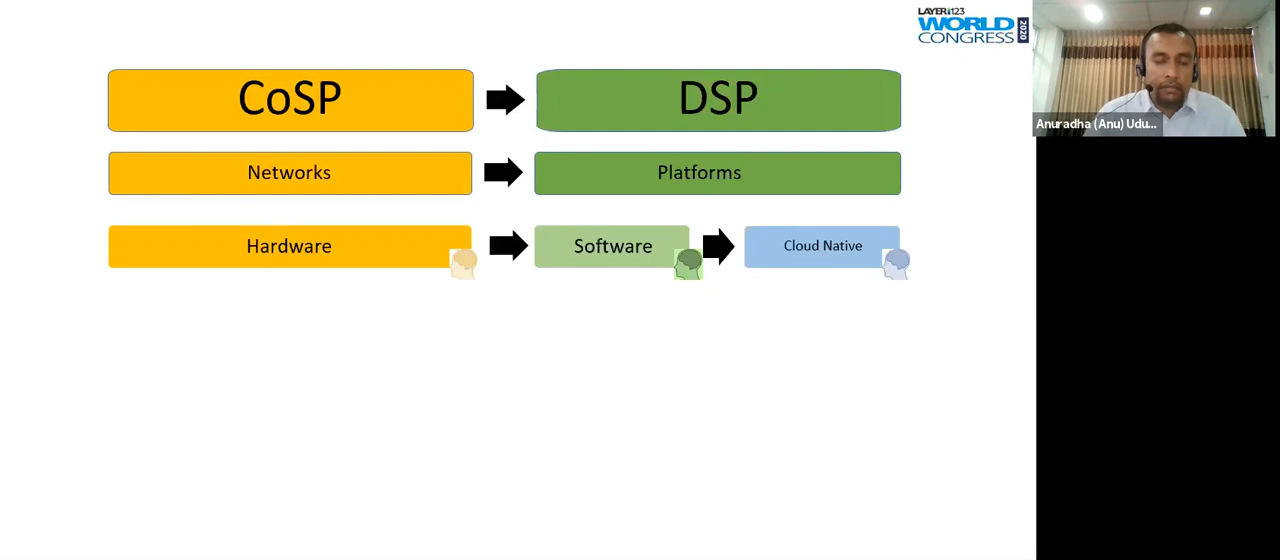 LAYER123
WORLD
CONGRESS
2020
Anuradha (Anu) Udu...
CoSP
DSP
Networks
Platforms
Hardware
Software
Cloud Native